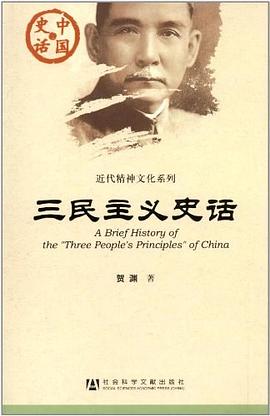 中国
史话
近代精神文化系列
三民主义史话
A Brief History of
the "Three People's Principles" of China
贺渊 著
社会科学文献出版社
SOCIAL SCIENCES ACADEMIC PRESS (CHINA)